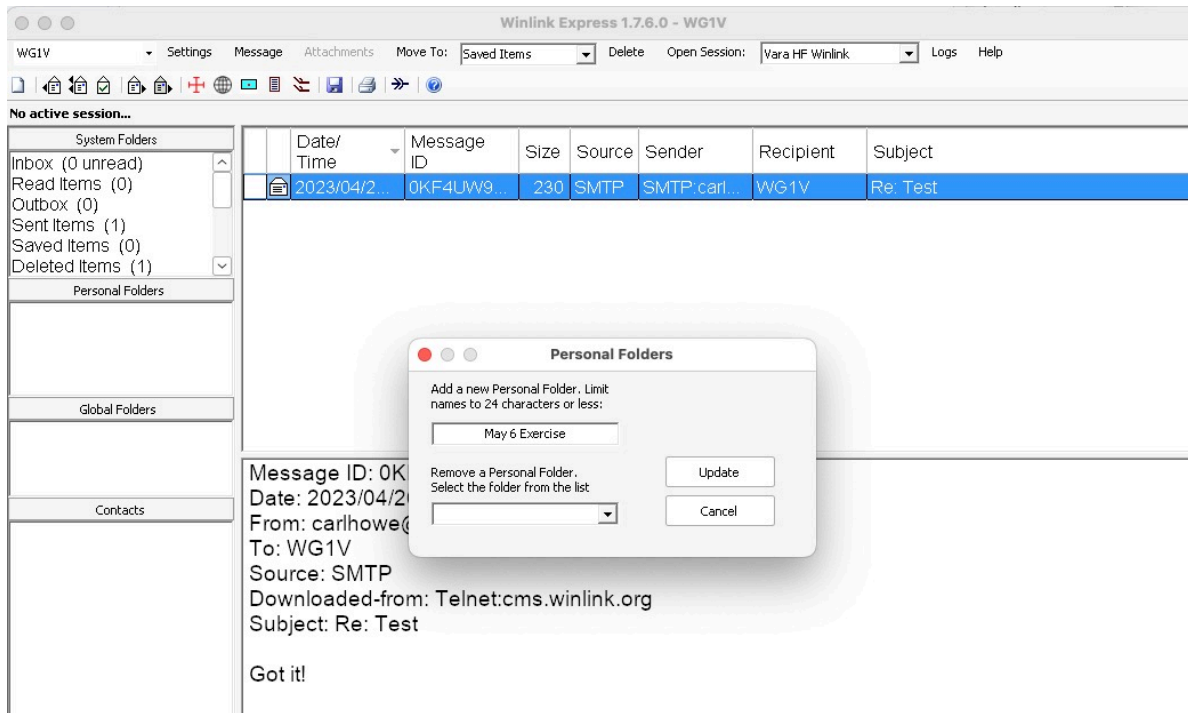 Winlink Express 1.7.6.0 - WG1V
WG1V Settings Message Attachments Move To: Saved Items Delete Open Session: Vara HF Winlink Logs Help
No active session...
System Folders
Inbox (0 unread)
Read Items (0)
Outbox (0)
Sent Items (1)
Saved Items (0)
Deleted Items (1)
Personal Folders
Global Folders
Contacts
Date/
Time
Message
ID
Size
Source
Sender
Recipient
Subject
2023/04/2... 0KF4UW9... 230 SMTP SMTP:carl... WG1V Re: Test
Personal Folders
Add a new Personal Folder. Limit
names to 24 characters or less:
May 6 Exercise
Remove a Personal Folder.
Select the folder from the list
Update
Cancel
Message ID: 0K
Date: 2023/04/2
From: carlhowe@
To: WG1V
Source: SMTP
Downloaded-from: Telnet:cms.winlink.org
Subject: Re: Test
Got it!